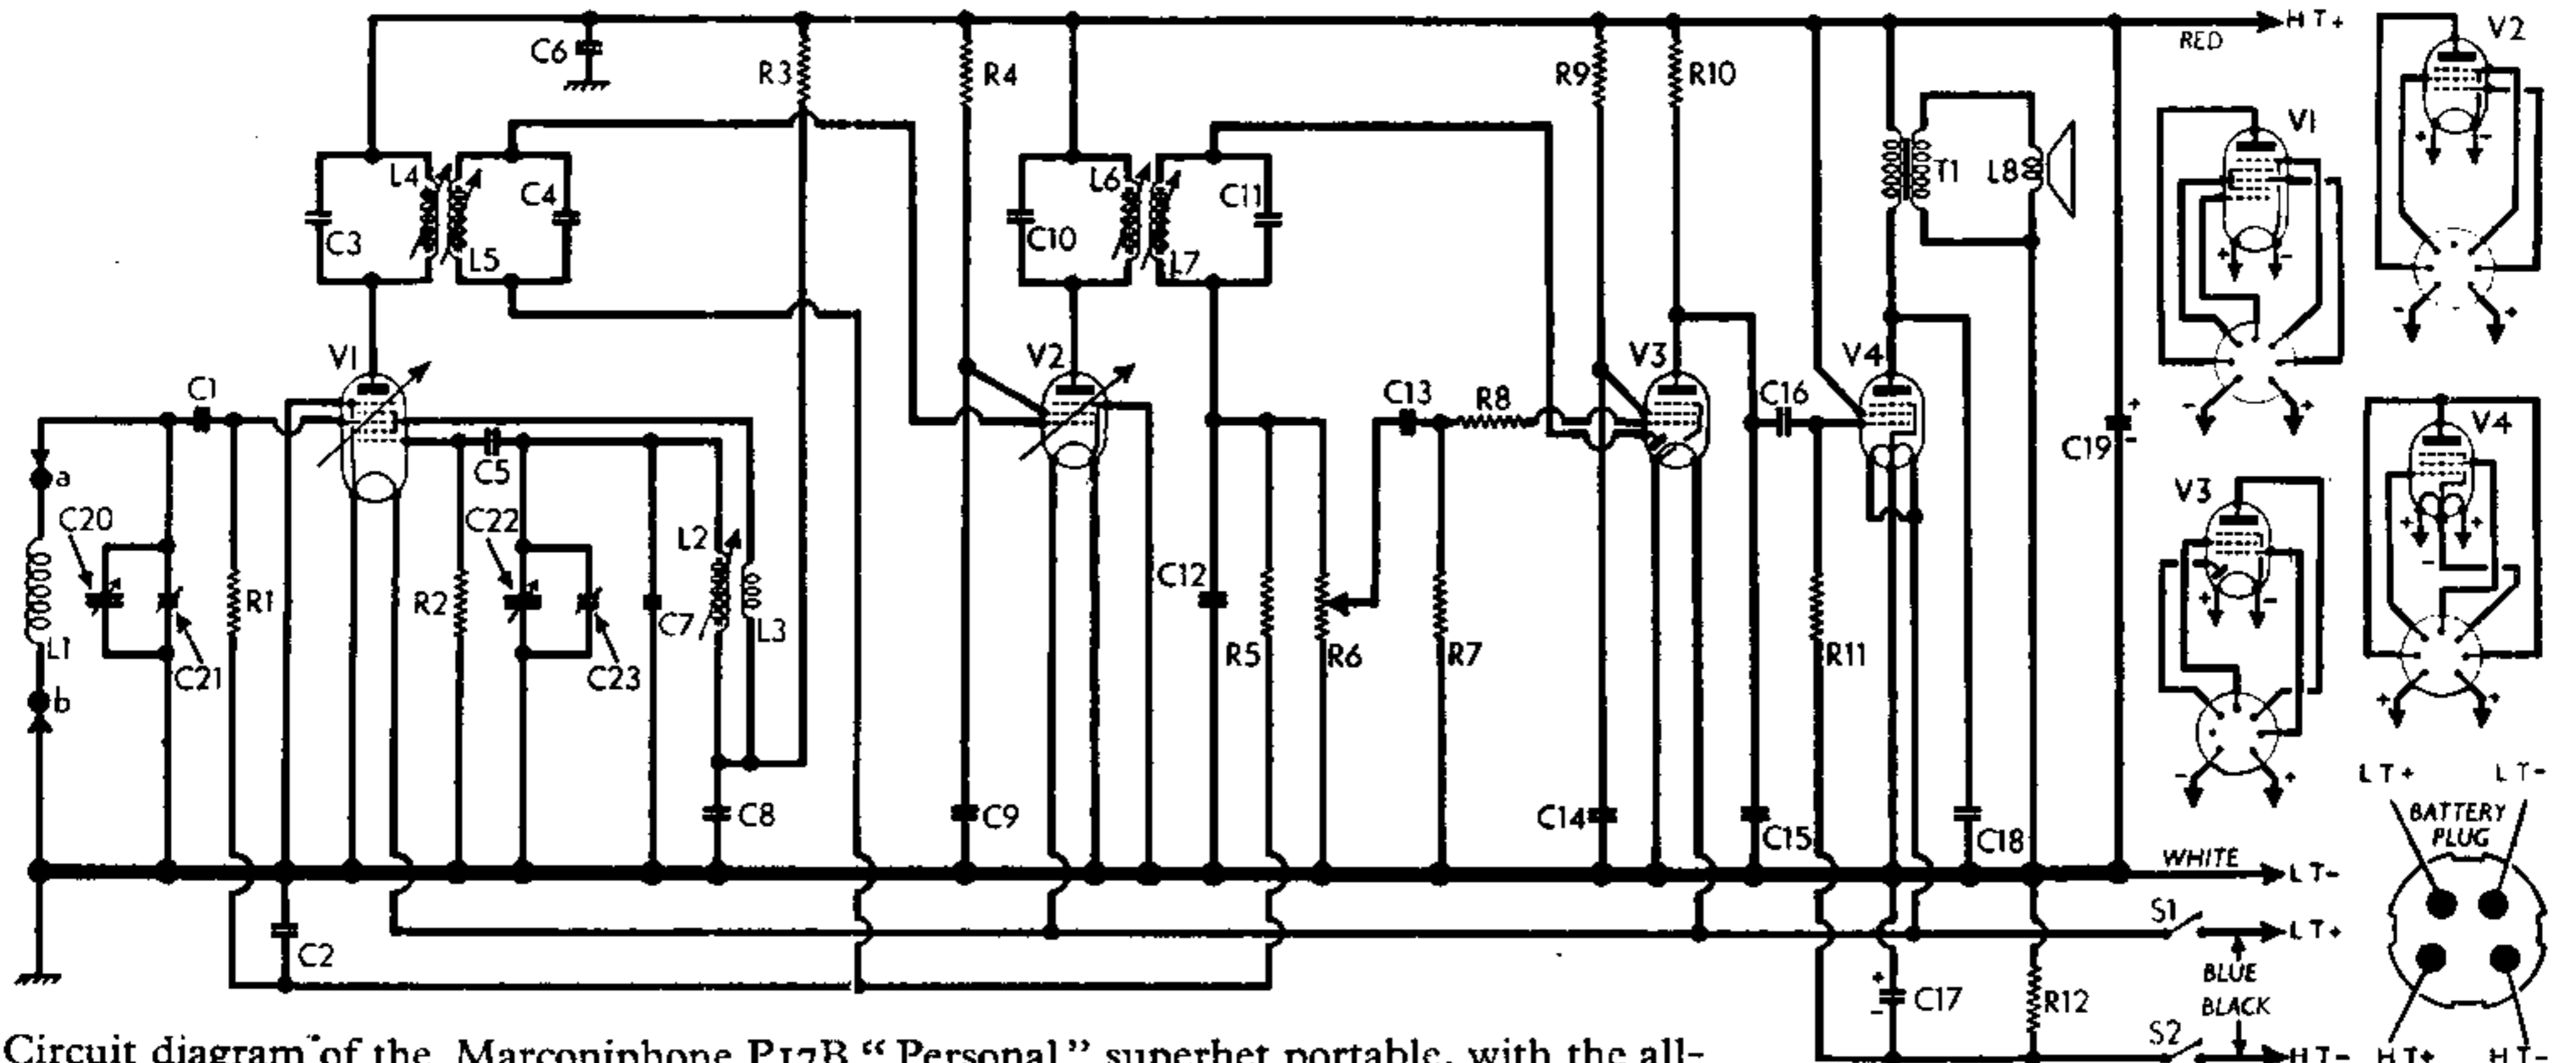 HT+
RED
V2
C6
R3
R4
R9
R10
V1
L4
C4
C3
L5
L6
C11
C10
L7
T1
L8
V4
V1
V2
V3
V4
C1
C13
R8
C16
C19
+
-
a
C5
C20
C22
L2
V3
L1
R1
R2
C7
L3
C12
R5
R6
R7
R11
b
C21
C23
C8
C9
C14
C15
C18
LT+
LT-
BATTERY
PLUG
WHITE
LT-
S1
LT+
C2
C17
+
-
R12
BLUE
BLACK
S2
HT-
HT+
HT-
Circuit diagram of the Marconiphone P17B "Personal" superhet portable, with the all-